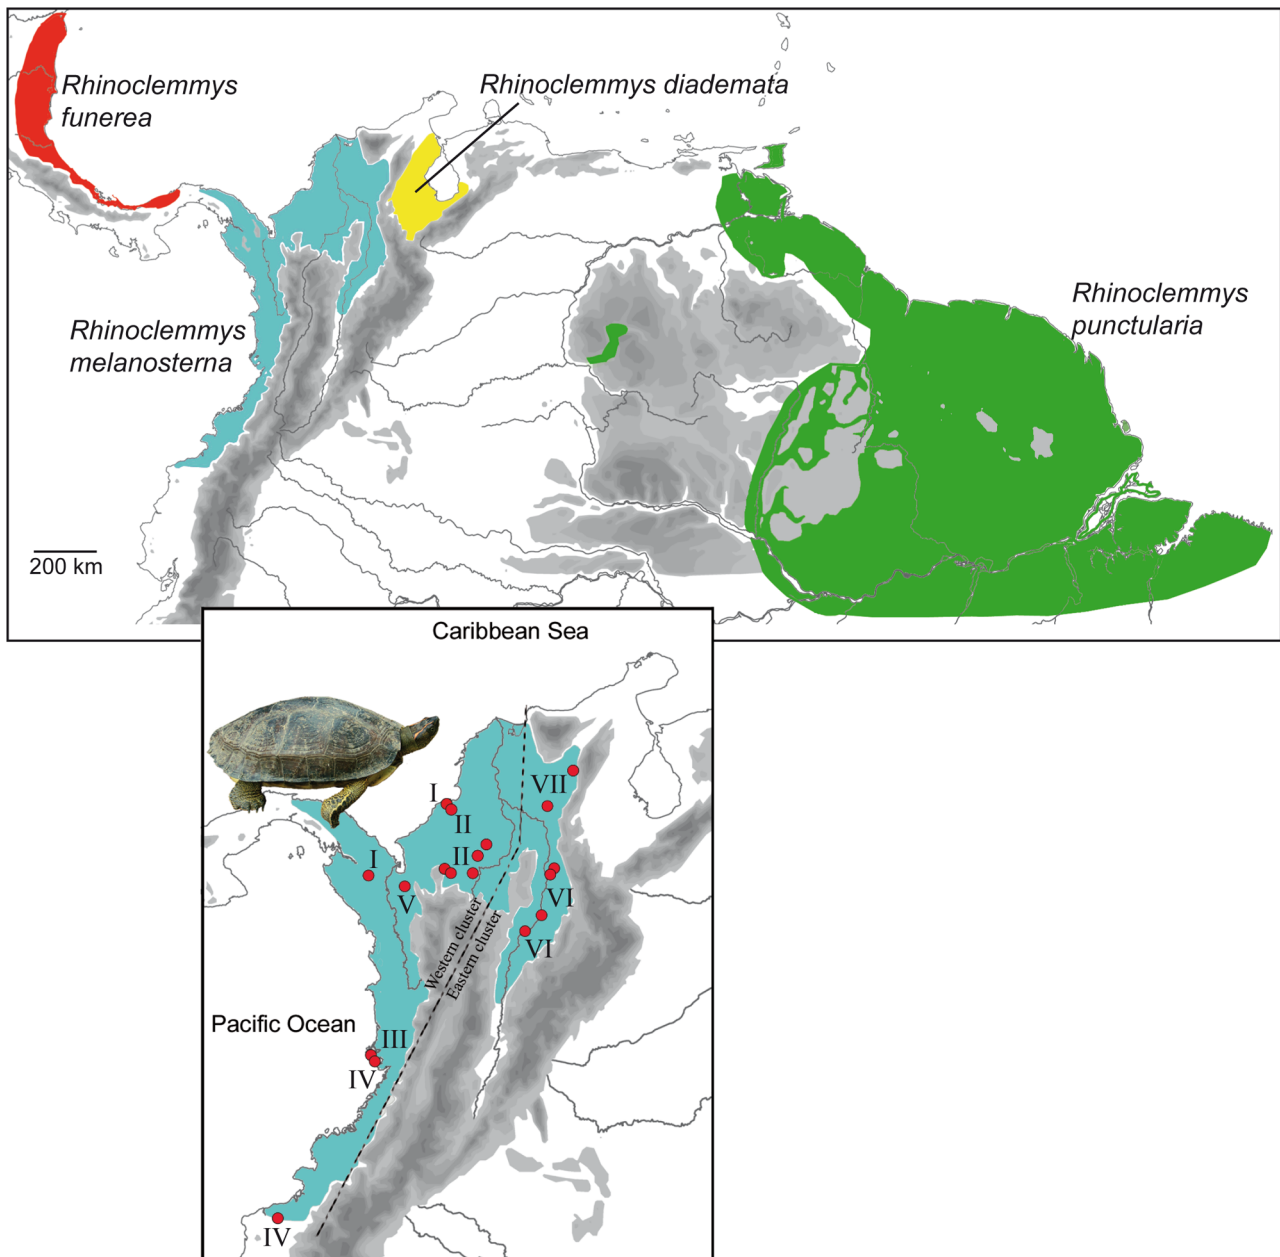 Rhinoclemmys
funerea
Rhinoclemmys diademata
Rhinoclemmys
punctularia
Rhinoclemmys
melanosterna
200 km
Caribbean Sea
VII
I
II
I
II
V
VI
VI
Western cluster
Eastern cluster
Pacific Ocean
III
IV
IV